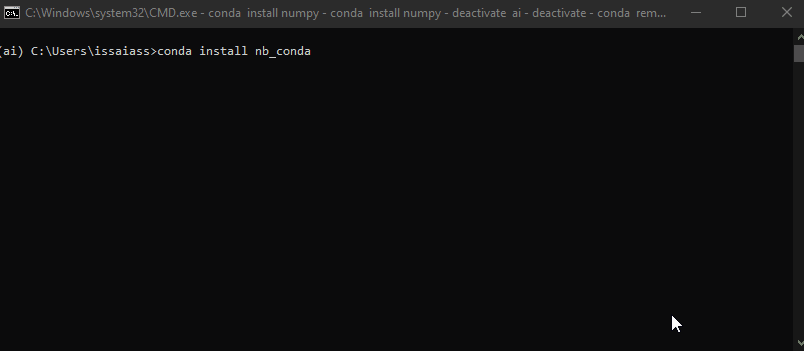 C:\Windows\system32\CMD.exe - conda install numpy - conda install numpy - deactivate ai - deactivate - conda rem...
(ai) C:\Users\issaiass>conda install nb_conda